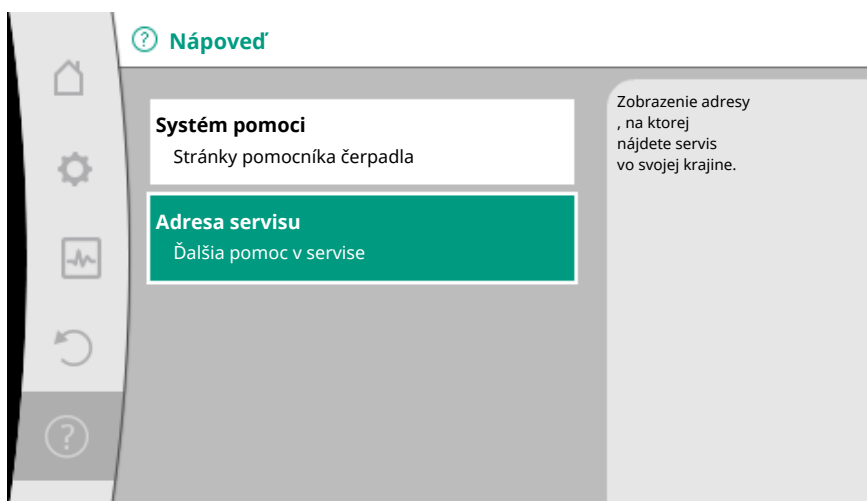 Nápoveď
Systém pomoci
Stránky pomocníka čerpadla
Adresa servisu
Ďalšia pomoc v servise
Zobrazenie adresy
, na ktorej
nájdete servis
vo svojej krajine.